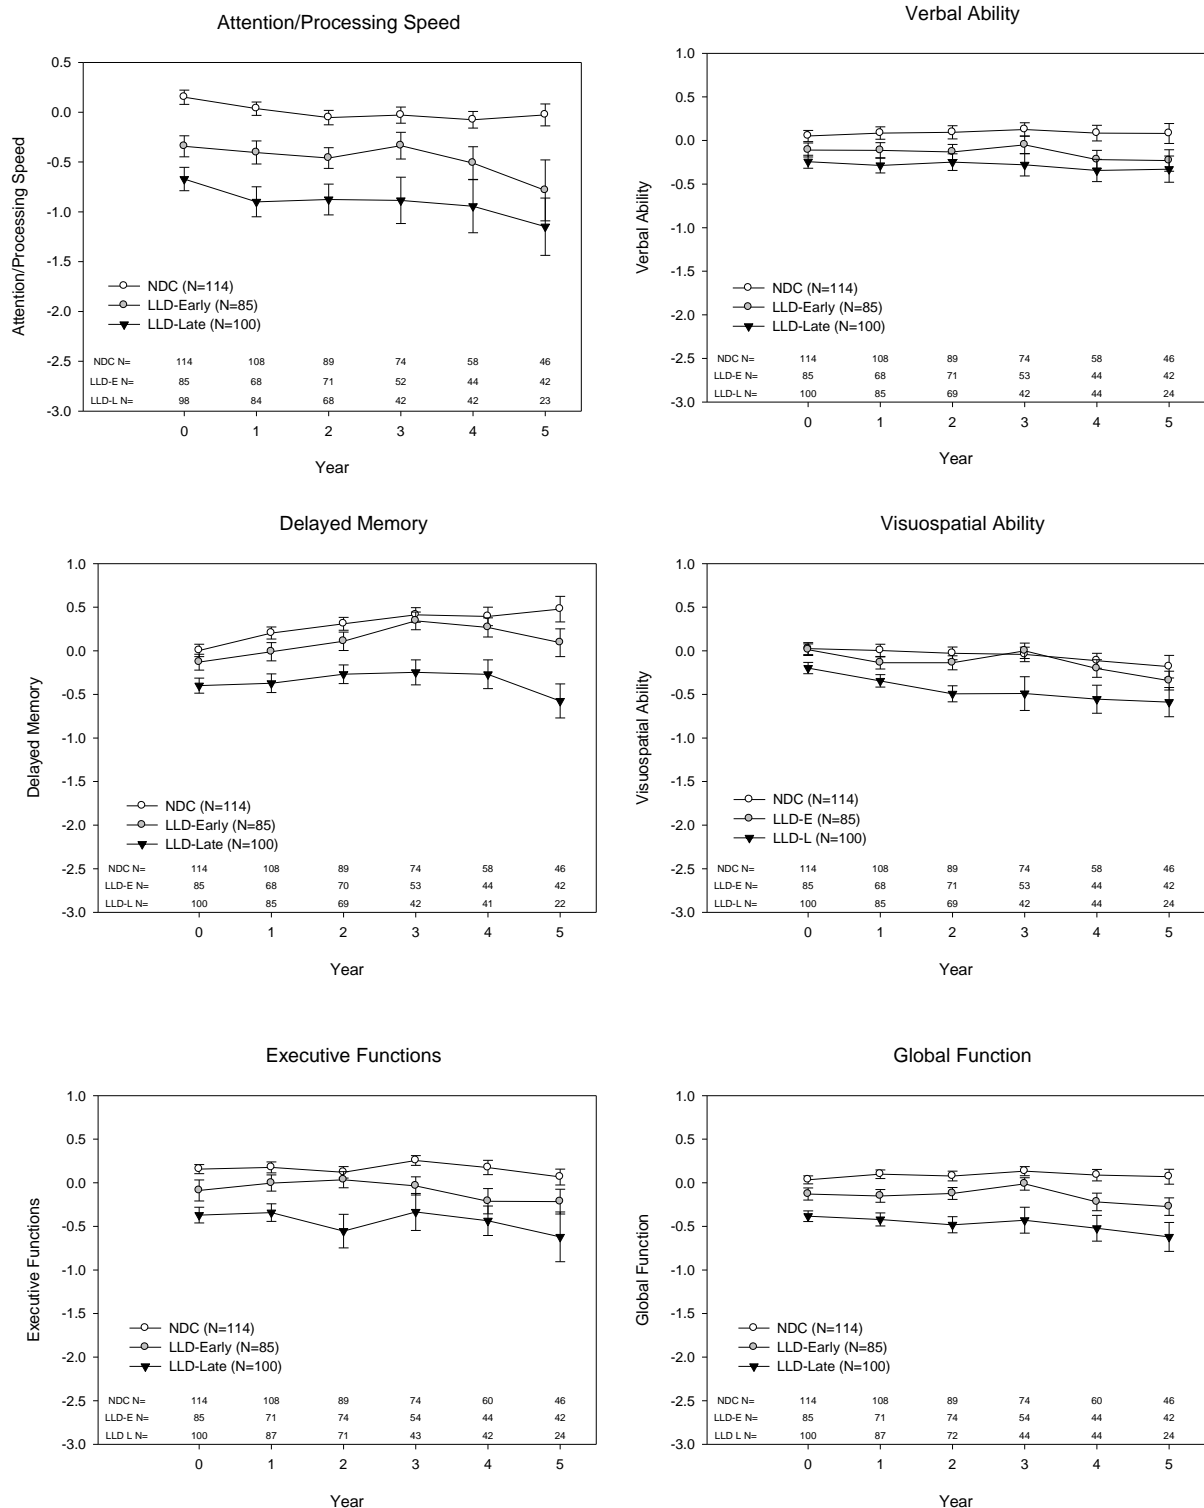 Attention/Processing Speed
Attention/Processing Speed
0.5
0.0
-0.5
-1.0
-1.5
-2.0
-2.5
-3.0
NDC (N=114)
LLD-Early (N=85)
LLD-Late (N=100)
NDC N= 114 108 89 74 58 46
LLD-E N= 85 68 71 52 44 42
LLD-L N= 98 84 68 42 42 23
0 1 2 3 4 5
Year
Verbal Ability
Verbal Ability
1.0
0.5
0.0
-0.5
-1.0
-1.5
-2.0
-2.5
-3.0
NDC (N=114)
LLD-Early (N=85)
LLD-Late (N=100)
NDC N= 114 108 89 74 58 46
LLD-E N= 85 68 71 53 44 42
LLD-L N= 100 85 69 42 44 24
0 1 2 3 4 5
Year
Delayed Memory
Delayed Memory
1.0
0.5
0.0
-0.5
-1.0
-1.5
-2.0
-2.5
-3.0
NDC (N=114)
LLD-Early (N=85)
LLD-Late (N=100)
NDC N= 114 108 89 74 58 46
LLD-E N= 85 68 70 53 44 42
LLD-L N= 100 85 69 42 41 22
0 1 2 3 4 5
Year
Visuospatial Ability
Visuospatial Ability
1.0
0.5
0.0
-0.5
-1.0
-1.5
-2.0
-2.5
-3.0
NDC (N=114)
LLD-E (N=85)
LLD-L (N=100)
NDC N= 114 108 89 74 58 46
LLD-E N= 85 68 71 53 44 42
LLD-L N= 100 85 69 42 44 24
0 1 2 3 4 5
Year
Executive Functions
Executive Functions
1.0
0.5
0.0
-0.5
-1.0
-1.5
-2.0
-2.5
-3.0
NDC (N=114)
LLD-Early (N=85)
LLD-Late (N=100)
NDC N= 114 108 89 74 60 46
LLD-E N= 85 71 74 54 44 42
LLD L N= 100 87 71 43 42 24
0 1 2 3 4 5
Year
Global Function
Global Function
1.0
0.5
0.0
-0.5
-1.0
-1.5
-2.0
-2.5
-3.0
NDC (N=114)
LLD-Early (N=85)
LLD-Late (N=100)
NDC N= 114 108 89 74 60 46
LLD-E N= 85 71 74 54 44 42
LLD L N= 100 87 72 44 44 24
0 1 2 3 4 5
Year